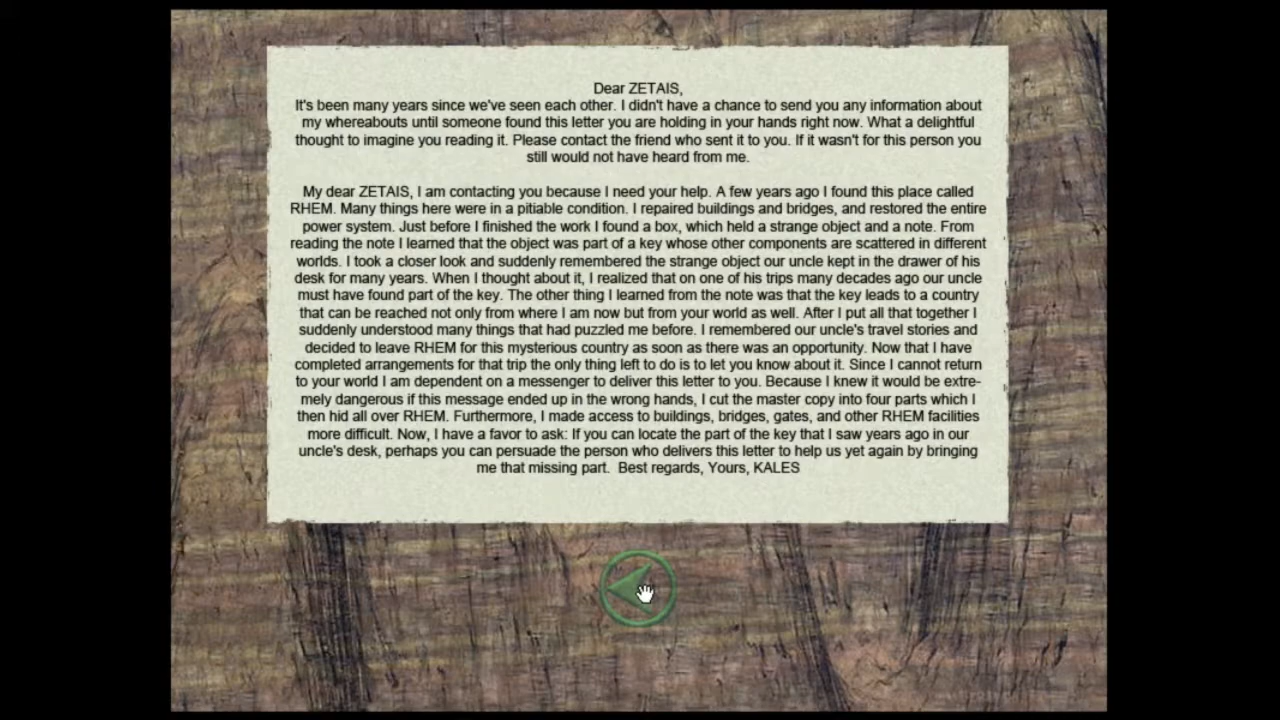 Dear ZETAIS,
It's been many years since we've seen each other. I didn't have a chance to send you any information about
my whereabouts until someone found this letter you are holding in your hands right now. What a delightful
thought to imagine you reading it. Please contact the friend who sent it to you. If it wasn't for this person you
still would not have heard from me.
My dear ZETAIS, I am contacting you because I need your help. A few years ago I found this place called
RHEM. Many things here were in a pitiable condition. I repaired buildings and bridges, and restored the entire
power system. Just before I finished the work I found a box, which held a strange object and a note. From
reading the note I learned that the object was part of a key whose other components are scattered in different
worlds. I took a closer look and suddenly remembered the strange object our uncle kept in the drawer of his
desk for many years. When I thought about it, I realized that on one of his trips many decades ago our uncle
must have found part of the key. The other thing I learned from the note was that the key leads to a country
that can be reached not only from where I am now but from your world as well. After I put all that together I
suddenly understood many things that had puzzled me before. I remembered our uncle's travel stories and
decided to leave RHEM for this mysterious country as soon as there was an opportunity. Now that I have
completed arrangements for that trip the only thing left to do is to let you know about it. Since I cannot return
to your world I am dependent on a messenger to deliver this letter to you. Because I knew it would be extre-
mely dangerous if this message ended up in the wrong hands, I cut the master copy into four parts which I
then hid all over RHEM. Furthermore, I made access to buildings, bridges, gates, and other RHEM facilities
more difficult. Now, I have a favor to ask: If you can locate the part of the key that I saw years ago in our
uncle's desk, perhaps you can persuade the person who delivers this letter to help us yet again by bringing
me that missing part.  Best regards, Yours, KALES